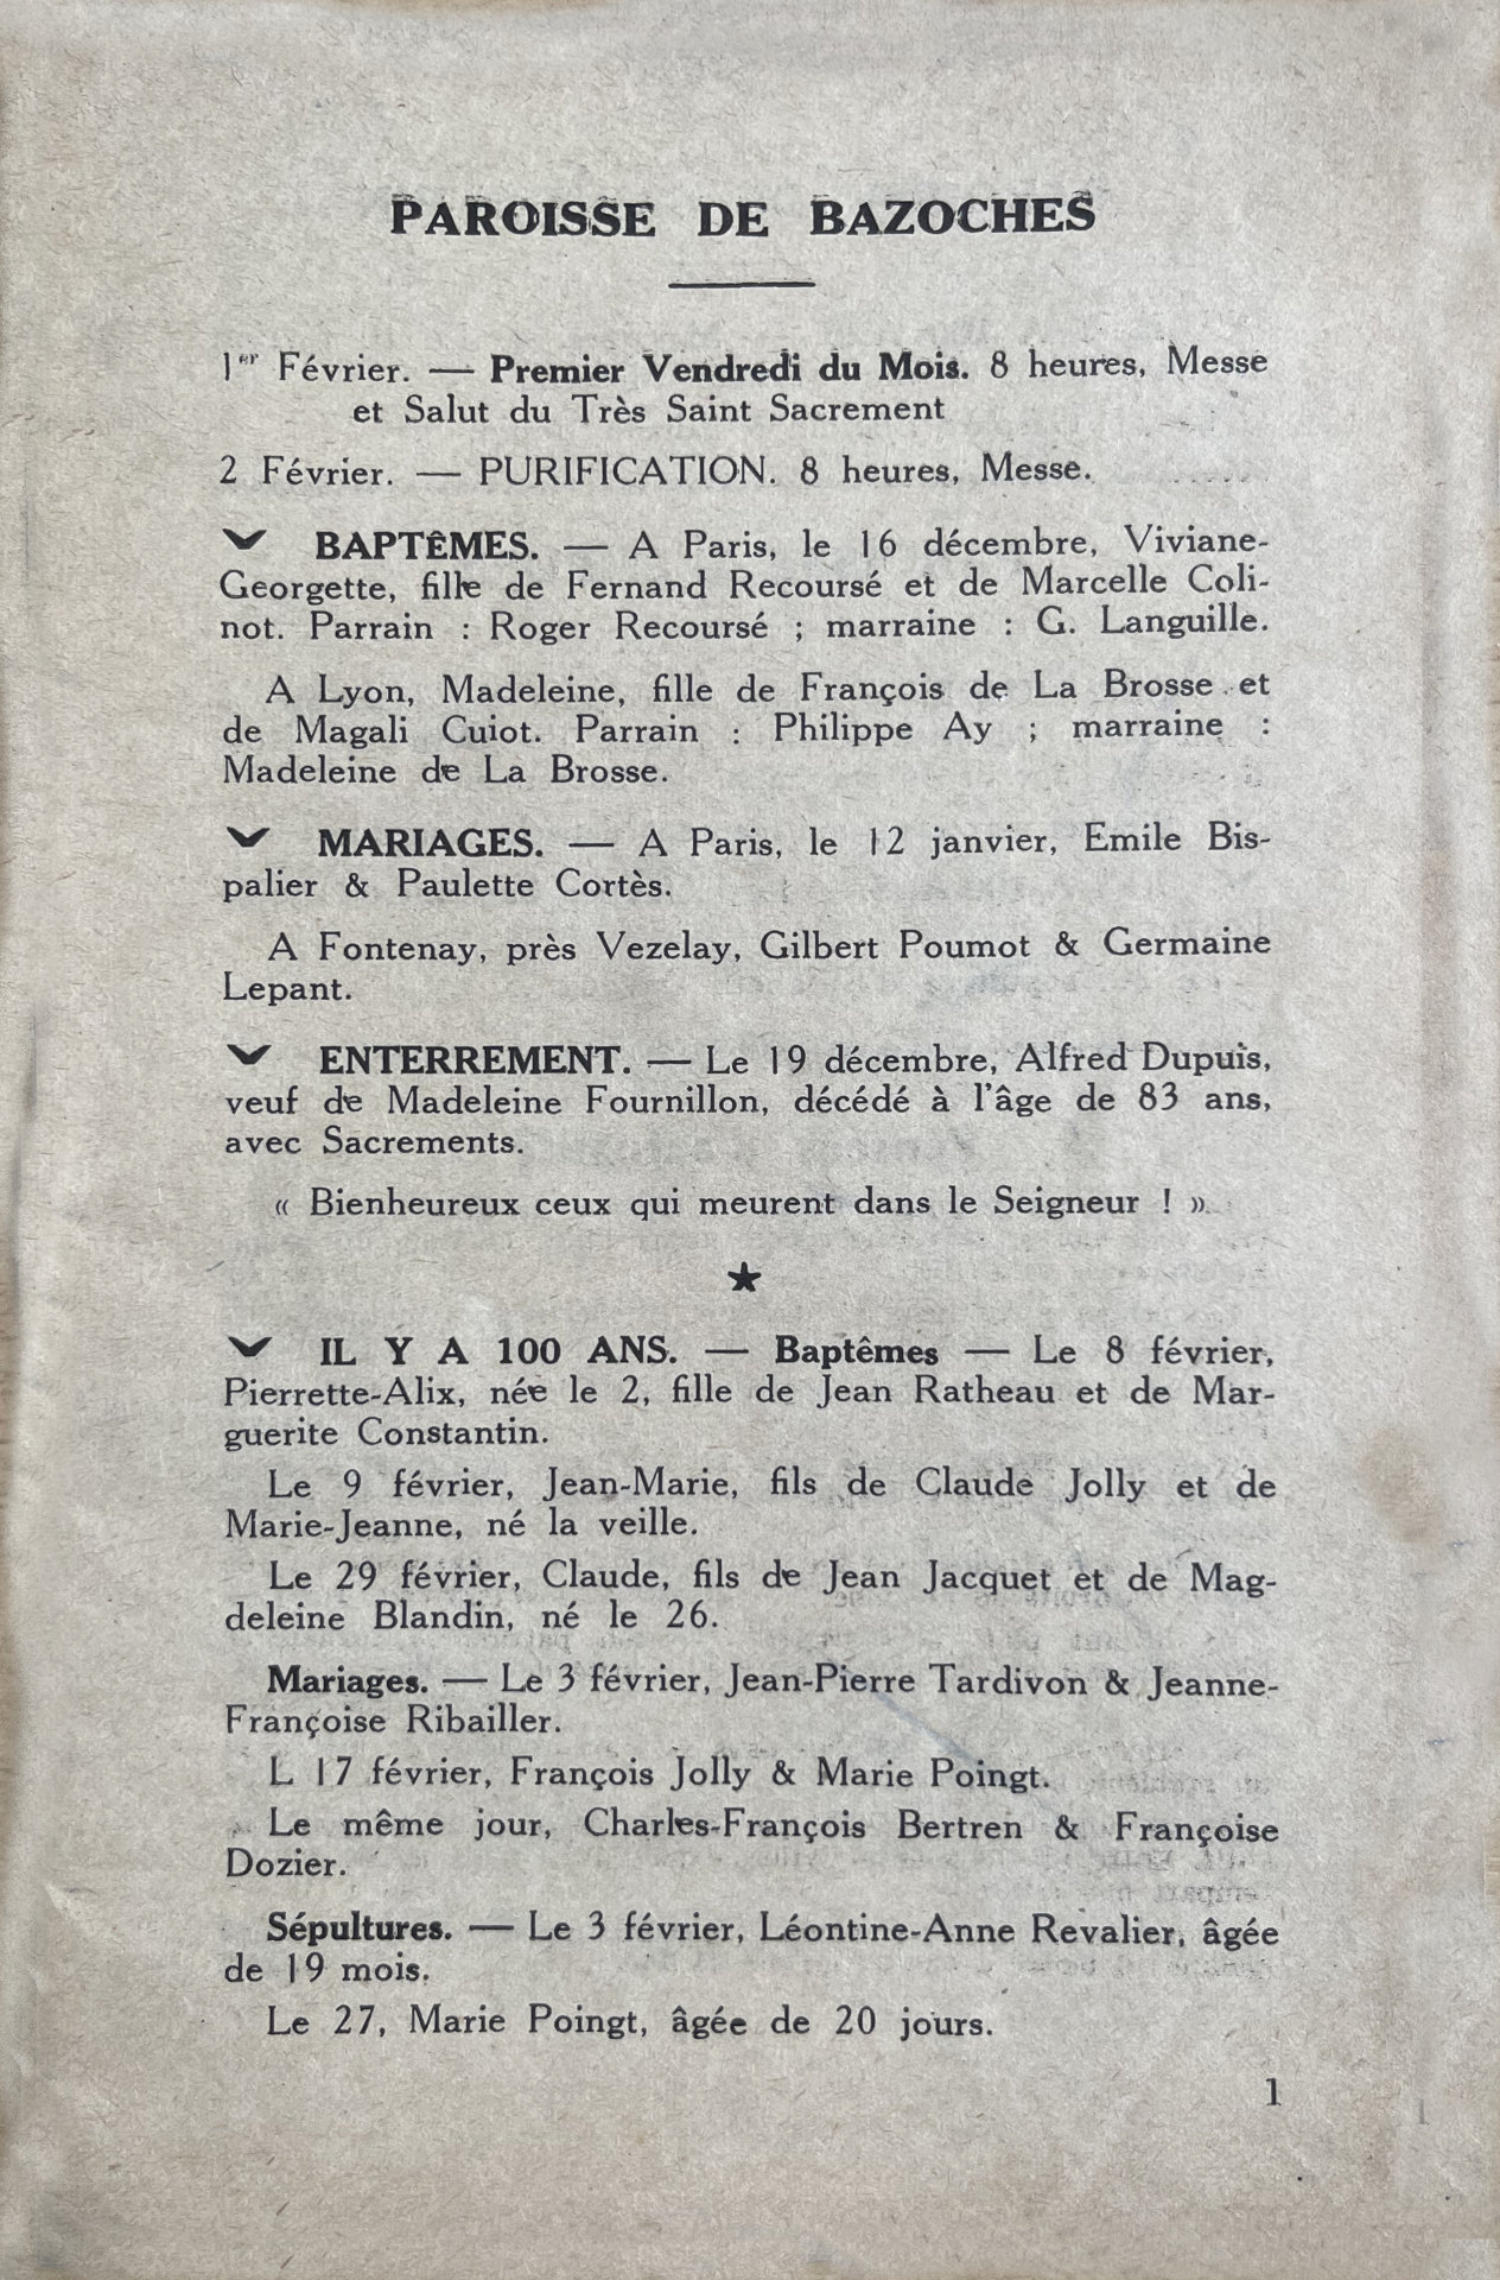 PAROISSE DE BAZOCHES
1er Février. — Premier Vendredi du Mois. 8 heures, Messe
et Salut du Très Saint Sacrement
2 Février. — PURIFICATION. 8 heures, Messe.
BAPTÊMES. — A Paris, le 16 décembre, Viviane-
Georgette, fille de Fernand Recoursé et de Marcelle Coli-
not. Parrain : Roger Recoursé ; marraine : G. Languille.
A Lyon, Madeleine, fille de François de La Brosse et
de Magali Cuiot. Parrain : Philippe Ay ; marraine :
Madeleine de La Brosse.
MARIAGES. — A Paris, le 12 janvier, Emile Bis-
palier & Paulette Cortès.
A Fontenay, près Vezelay, Gilbert Poumot & Germaine
Lepant.
ENTERREMENT. — Le 19 décembre, Alfred Dupuis,
veuf de Madeleine Fournillon, décédé à l'âge de 83 ans,
avec Sacrements.
« Bienheureux ceux qui meurent dans le Seigneur ! »
★
IL Y A 100 ANS. — Baptêmes — Le 8 février,
Pierrette-Alix, née le 2, fille de Jean Ratheau et de Mar-
guerite Constantin.
Le 9 février, Jean-Marie, fils de Claude Jolly et de
Marie-Jeanne, né la veille.
Le 29 février, Claude, fils de Jean Jacquet et de Mag-
deleine Blandin, né le 26.
Mariages. — Le 3 février, Jean-Pierre Tardivon & Jeanne-
Françoise Ribailler.
L 17 février, François Jolly & Marie Poingt.
Le même jour, Charles-François Bertren & Françoise
Dozier.
Sépultures. — Le 3 février, Léontine-Anne Revalier, âgée
de 19 mois.
Le 27, Marie Poingt, âgée de 20 jours.
1